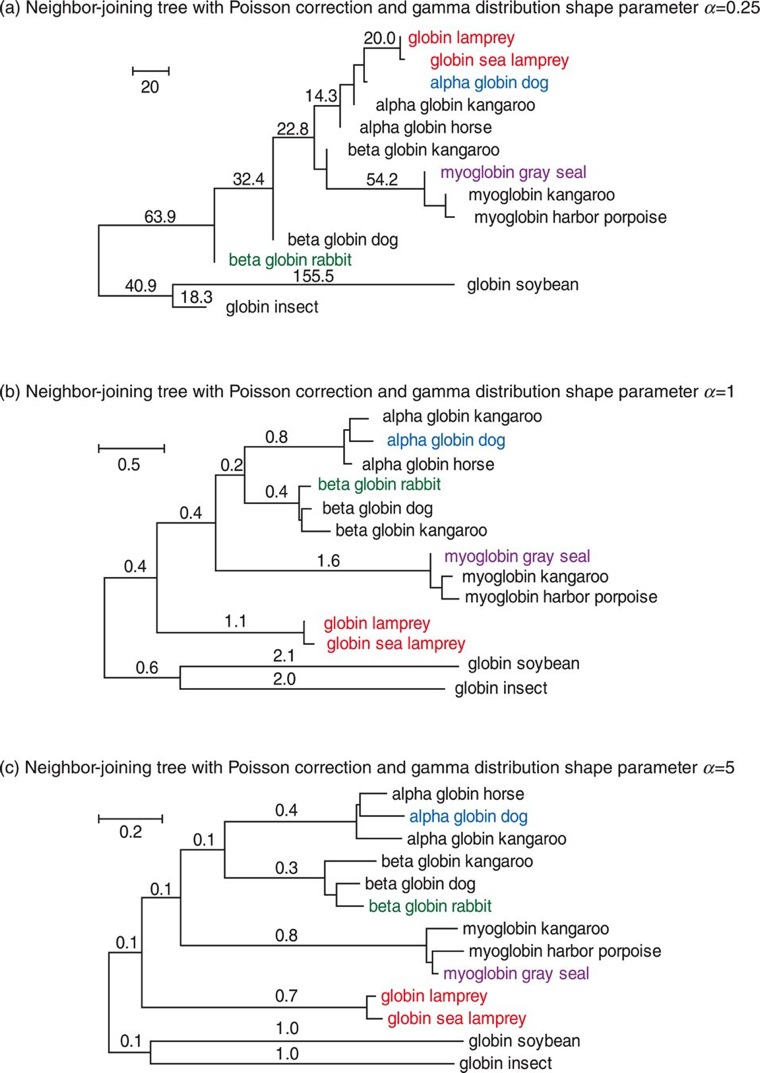 (a) Neighbor-joining tree with Poisson correction and gamma distribution shape parameter α=0.25
20.0
globin lamprey
globin sea lamprey
20
alpha globin dog
14.3
alpha globin kangaroo
22.8
alpha globin horse
beta globin kangaroo
32.4
54.2
myoglobin gray seal
myoglobin kangaroo
63.9
myoglobin harbor porpoise
beta globin dog
beta globin rabbit
155.5
40.9
globin soybean
18.3
globin insect
(b) Neighbor-joining tree with Poisson correction and gamma distribution shape parameter α=1
alpha globin kangaroo
0.8
alpha globin dog
0.5
0.2
alpha globin horse
beta globin rabbit
0.4
beta globin dog
0.4
beta globin kangaroo
1.6
myoglobin gray seal
0.4
myoglobin kangaroo
myoglobin harbor porpoise
1.1
globin lamprey
globin sea lamprey
2.1
0.6
globin soybean
2.0
globin insect
(c) Neighbor-joining tree with Poisson correction and gamma distribution shape parameter α=5
alpha globin horse
0.4
alpha globin dog
0.2
0.1
alpha globin kangaroo
beta globin kangaroo
0.3
beta globin dog
0.1
beta globin rabbit
myoglobin kangaroo
0.8
0.1
myoglobin harbor porpoise
myoglobin gray seal
0.7
globin lamprey
globin sea lamprey
1.0
0.1
globin soybean
1.0
globin insect